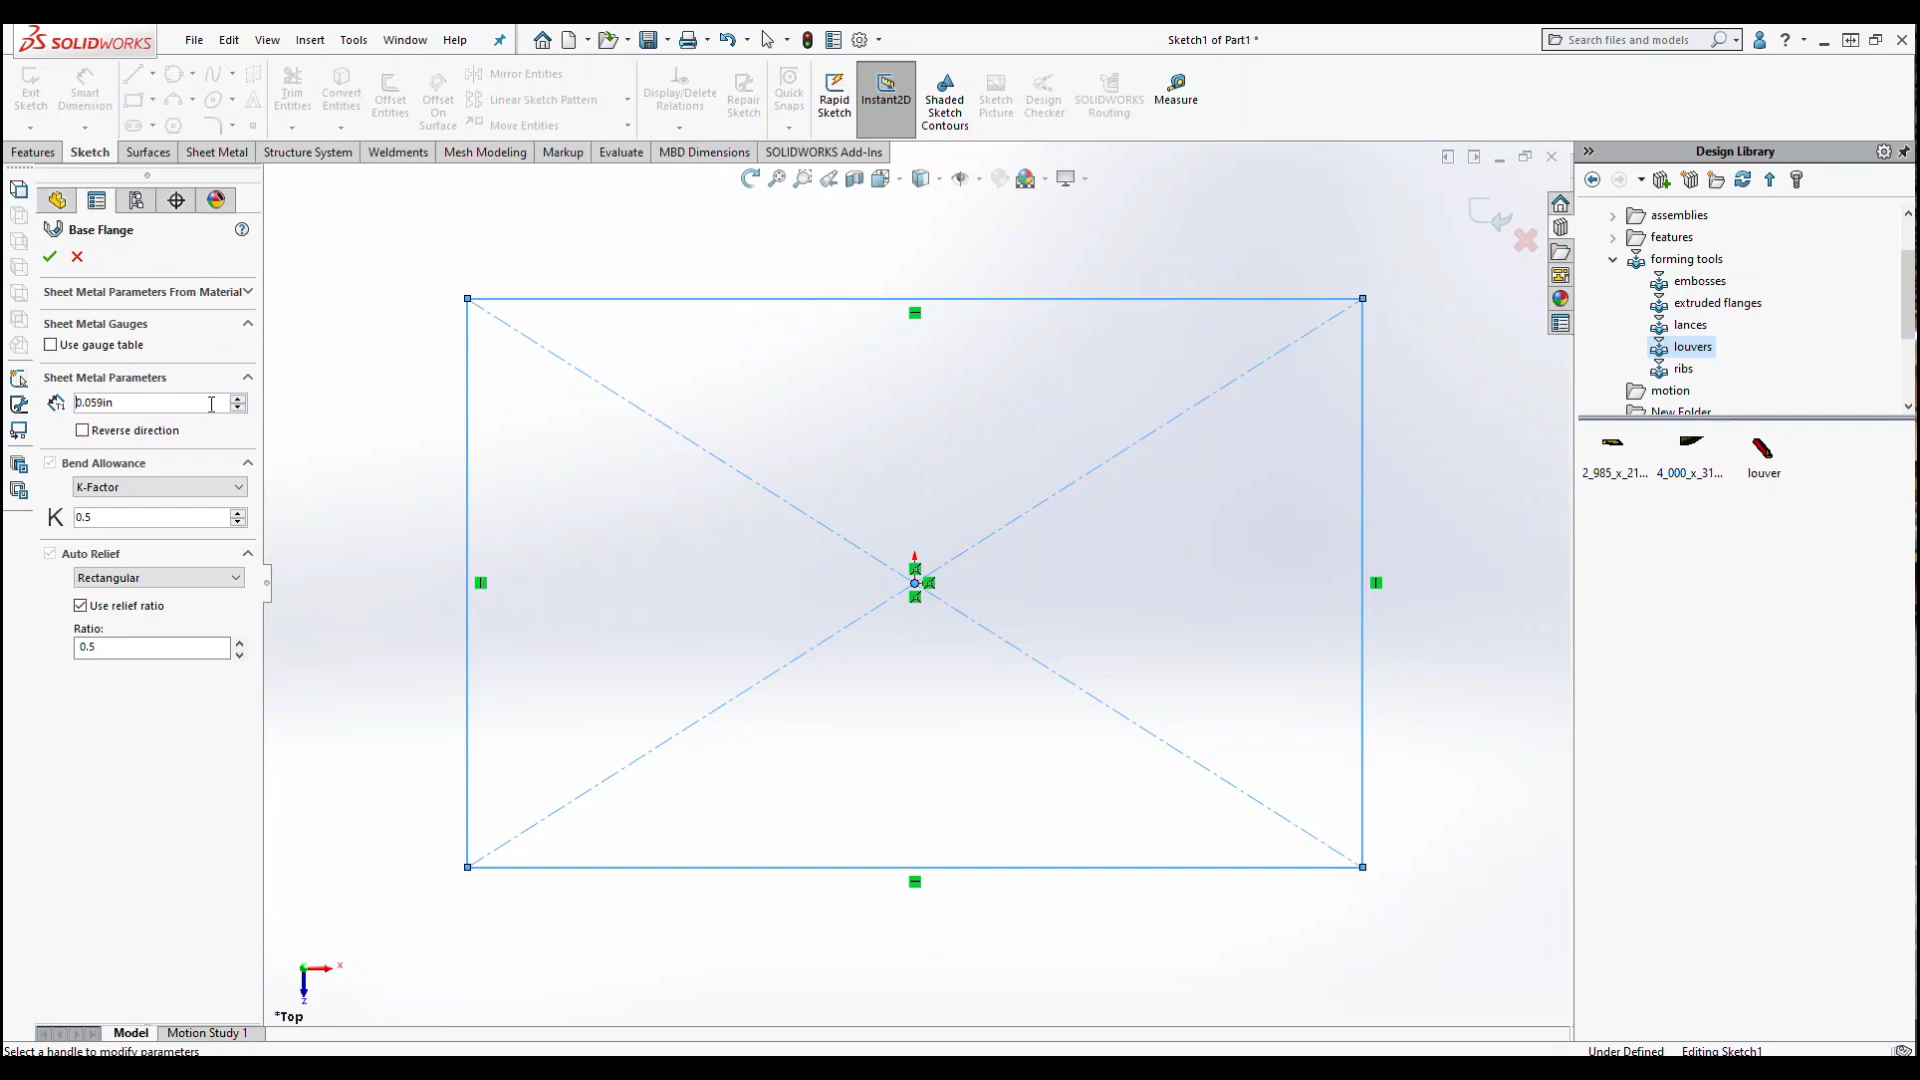 SOLIDWORKS
File Edit View Insert Tools Window Help
Sketch1 of Part1 *
Search files and models
Exit Sketch
Smart Dimension
Trim Entities
Convert Entities
Offset Entities
Offset On Surface
Mirror Entities
Linear Sketch Pattern
Move Entities
Display/Delete Relations
Repair Sketch
Quick Snaps
Rapid Sketch
Instant2D
Shaded Sketch Contours
Sketch Picture
Design Checker
SOLIDWORKS Routing
Measure
Features Sketch Surfaces Sheet Metal Structure System Weldments Mesh Modeling Markup Evaluate MBD Dimensions SOLIDWORKS Add-Ins
Base Flange
Sheet Metal Parameters From Material
Sheet Metal Gauges
Use gauge table
Sheet Metal Parameters
T1
0.059in
Reverse direction
Bend Allowance
K-Factor
K
0.5
Auto Relief
Rectangular
Use relief ratio
Ratio:
0.5
x
z
*Top
Design Library
assemblies
features
forming tools
embosses
extruded flanges
lances
louvers
ribs
motion
New Folder
2_985_x_21...
4_000_x_31...
louver
Model Motion Study 1
Select a handle to modify parameters
Under Defined Editing Sketch1